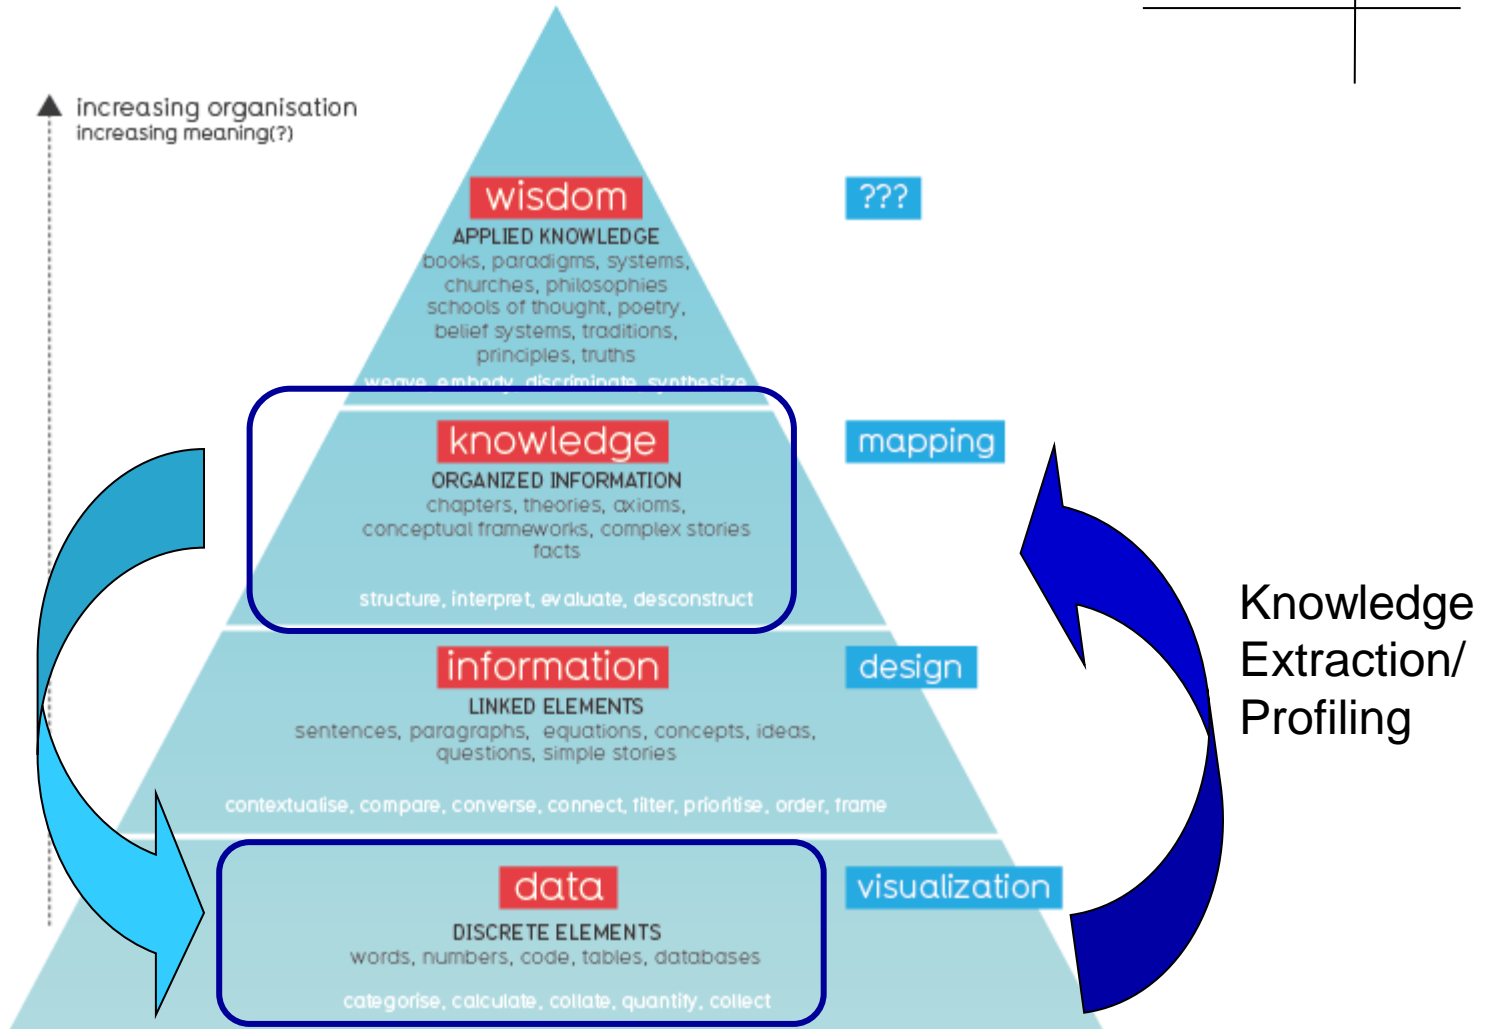 increasing organisation
increasing meaning(?)
wisdom
???
APPLIED KNOWLEDGE
books, paradigms, systems,
churches, philosophies
schools of thought, poetry,
belief systems, traditions,
principles, truths
weave, embody, discriminate, synthesize
knowledge
mapping
ORGANIZED INFORMATION
chapters, theories, axioms,
conceptual frameworks, complex stories
facts
structure, interpret, evaluate, desconstruct
information
design
LINKED ELEMENTS
sentences, paragraphs, equations, concepts, ideas,
questions, simple stories
contextualise, compare, converse, connect, filter, prioritise, order, frame
data
visualization
DISCRETE ELEMENTS
words, numbers, code, tables, databases
categorise, calculate, collate, quantify, collect
Knowledge
Extraction/
Profiling